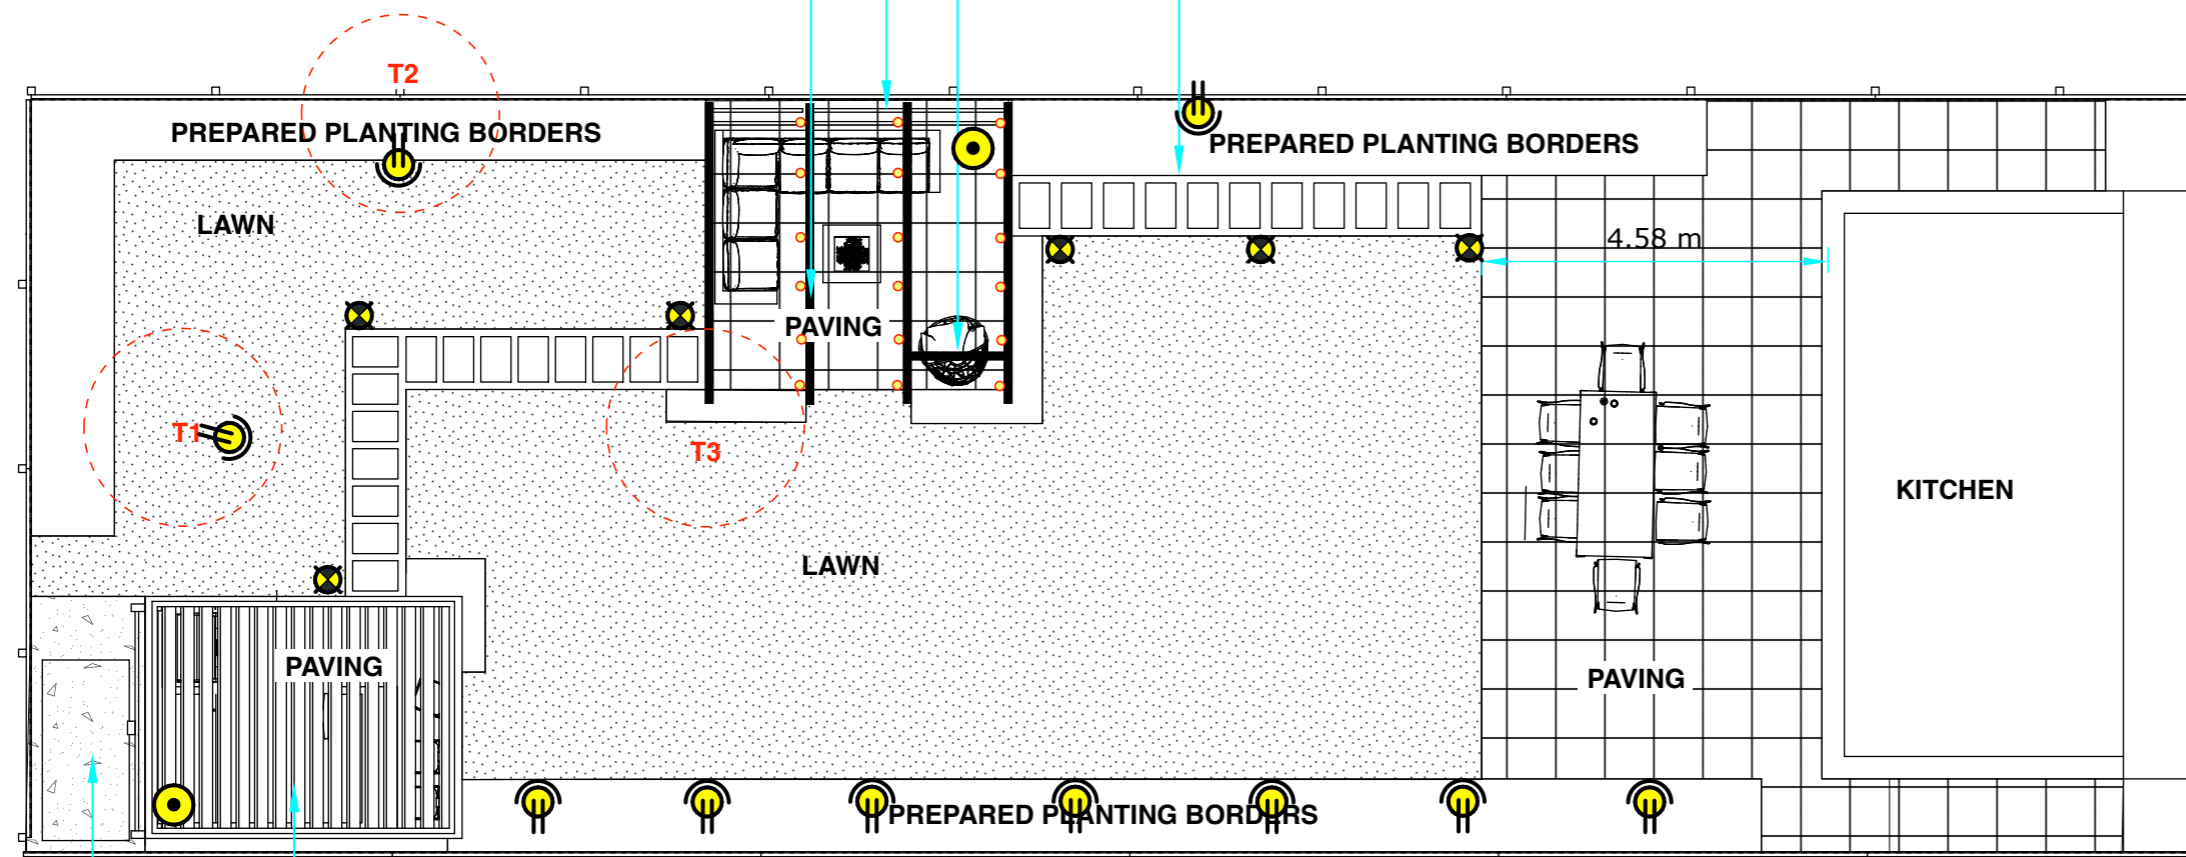 T2
PREPARED PLANTING BORDERS
PREPARED PLANTING BORDERS
LAWN
4.58 m
PAVING
T1
T3
KITCHEN
LAWN
PAVING
PAVING
PREPARED PLANTING BORDERS